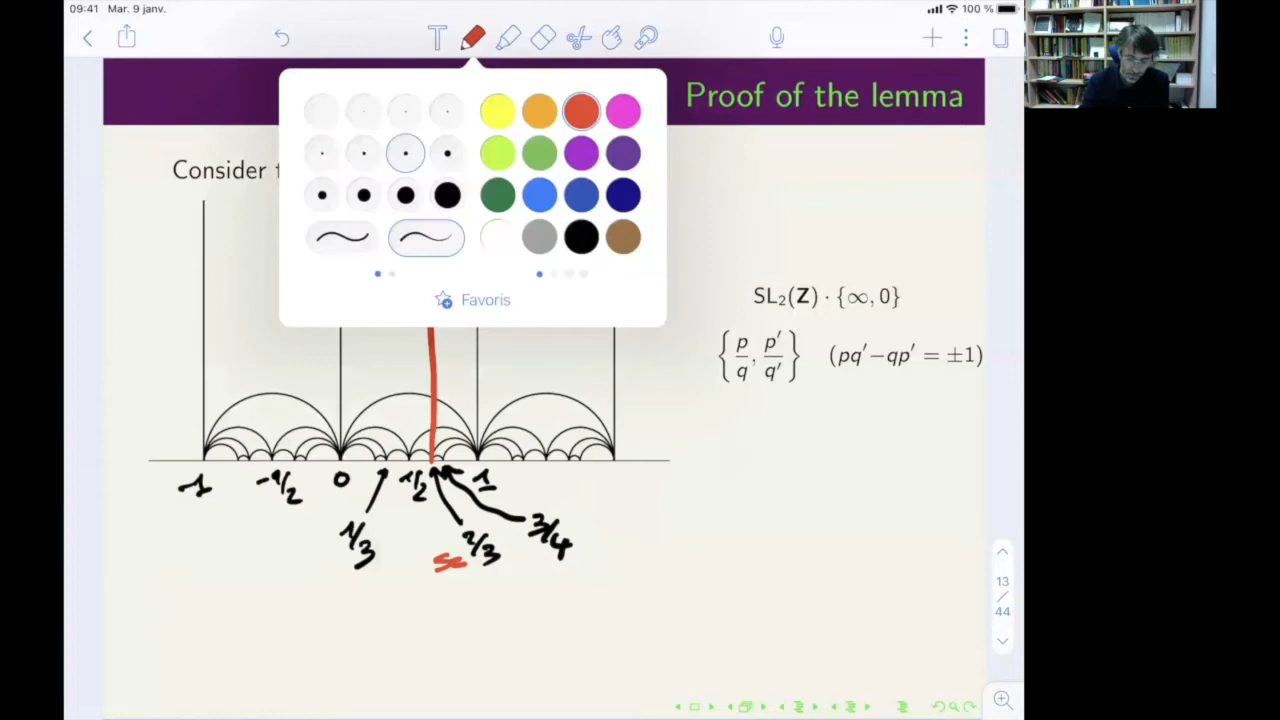 09:41 Mar. 9 janv.
100 %
Proof of the lemma
Consider
Favoris
SL₂(Z) · {∞, 0}
{p/q, p′/q′} (pq′−qp′ = ±1)
-1 -1/2 0 1/2 1
1/3 2/3 3/4
13
/
44